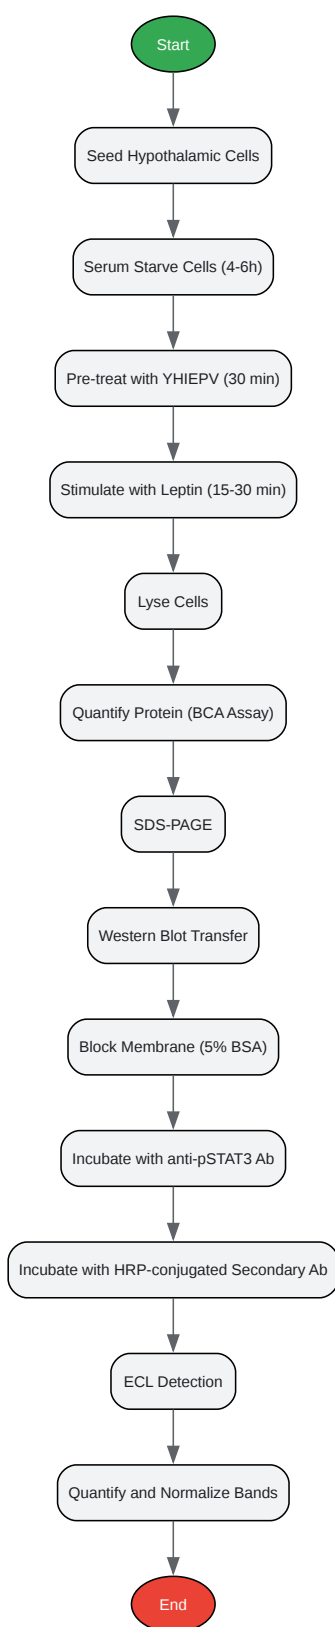 Start
Seed Hypothalamic Cells
Serum Starve Cells (4-6h)
Pre-treat with YHIEPV (30 min)
Stimulate with Leptin (15-30 min)
Lyse Cells
Quantify Protein (BCA Assay)
SDS-PAGE
Western Blot Transfer
Block Membrane (5% BSA)
Incubate with anti-pSTAT3 Ab
Incubate with HRP-conjugated Secondary Ab
ECL Detection
Quantify and Normalize Bands
End